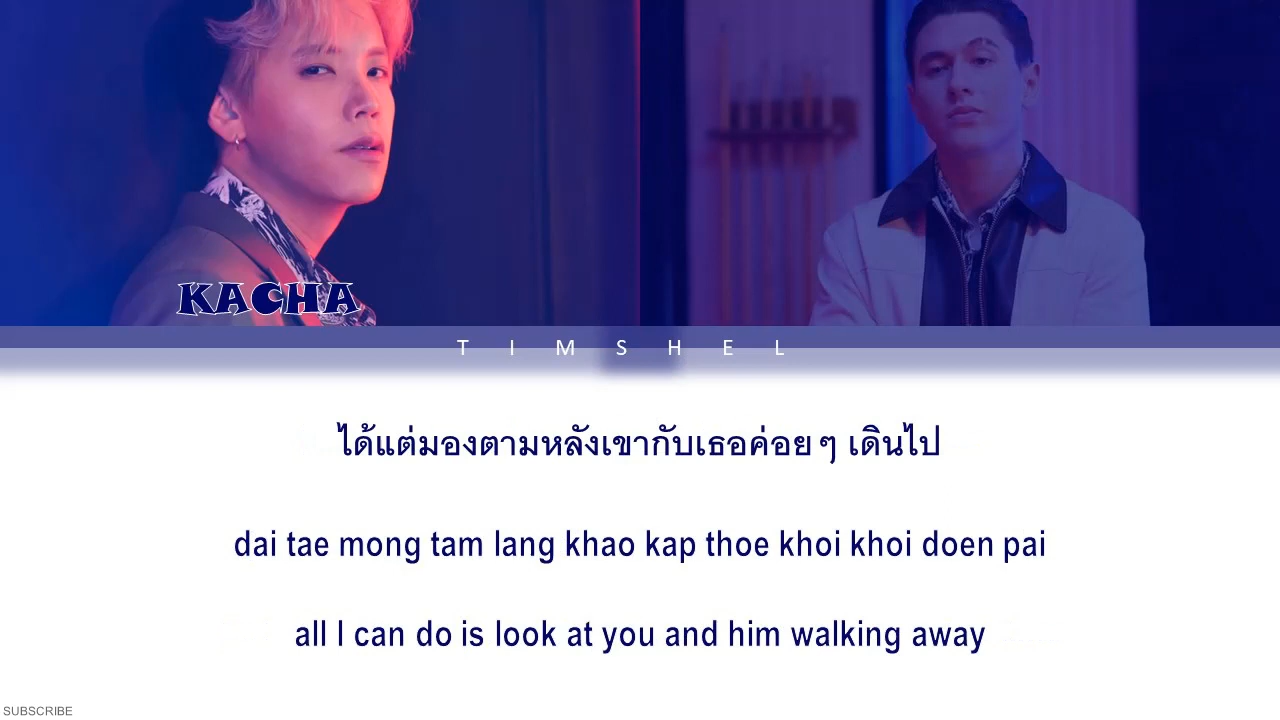 KACHA
TIMSHEL
ได้แต่มองตามหลังเขากับเธอค่อยๆ เดินไป
dai tae mong tam lang khao kap thoe khoi khoi doen pai
all I can do is look at you and him walking away
SUBSCRIBE